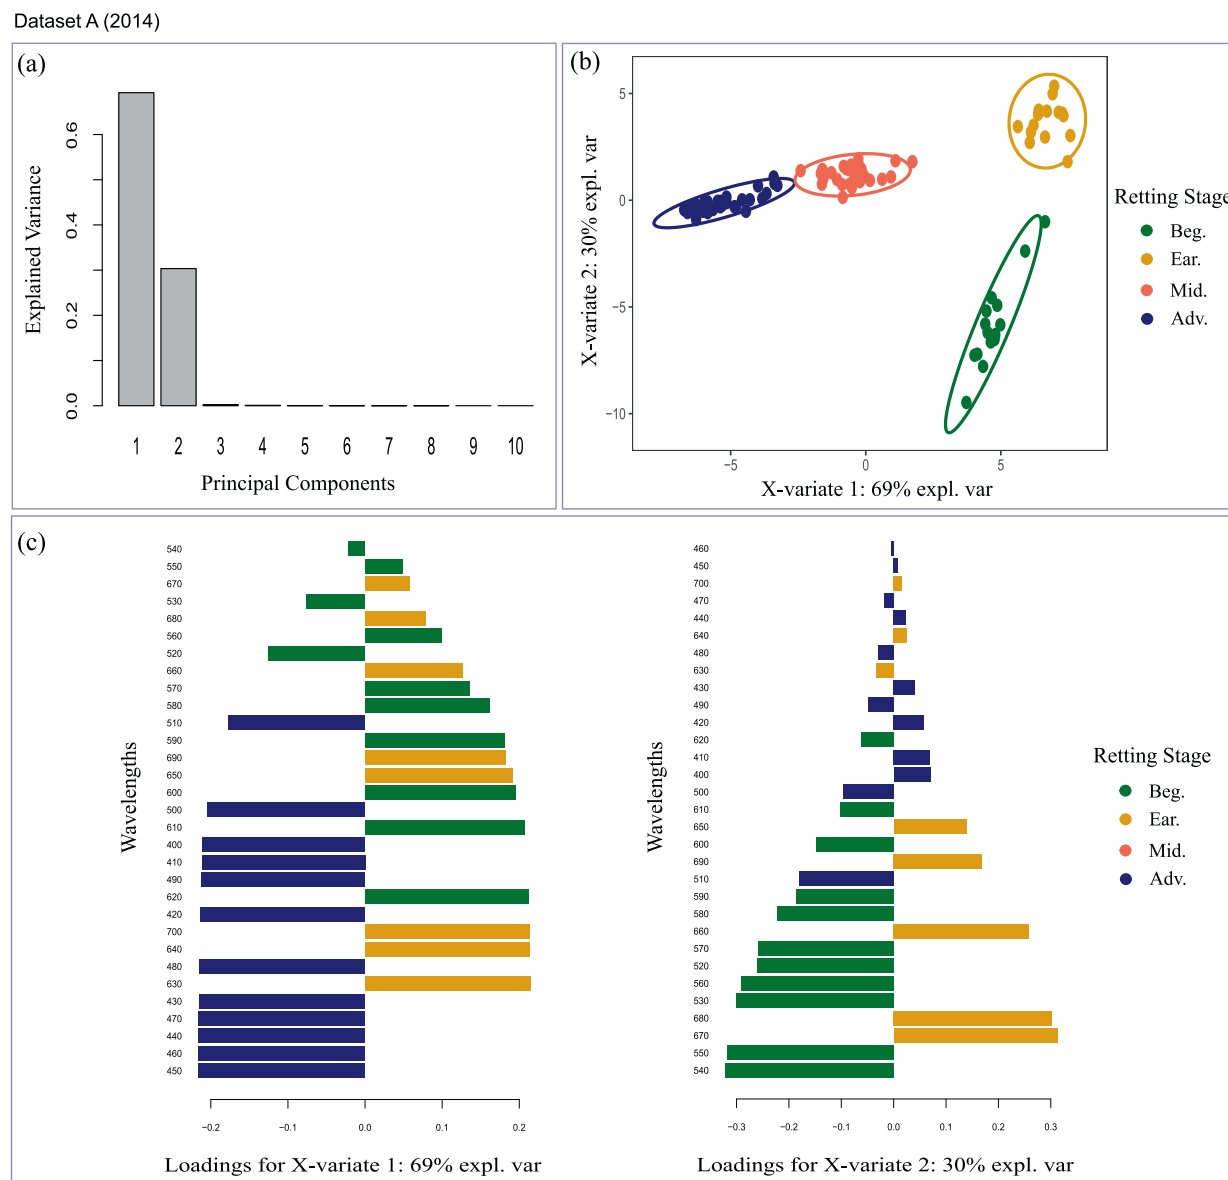 Dataset A (2014)
(a)
Explained Variance
0.6
0.2
0.0
1 2 3 4 5 6 7 8 9 10
Principal Components
(b)
X-variate 2: 30% expl. var
5
0
−5
−10
−5 0 5
X-variate 1: 69% expl. var
Retting Stage
Beg.
Ear.
Mid.
Adv.
(c)
Wavelengths
540
550
670
530
680
560
520
660
570
580
510
590
690
650
600
500
610
400
410
490
620
420
700
640
480
630
430
470
440
460
450
−0.2 −0.1 0.0 0.1 0.2
Loadings for X-variate 1: 69% expl. var
Wavelengths
460
450
700
470
440
640
480
630
430
490
420
620
410
400
500
610
650
600
690
510
590
580
660
570
520
560
530
680
670
550
540
−0.3 −0.2 −0.1 0.0 0.1 0.2 0.3
Loadings for X-variate 2: 30% expl. var
Retting Stage
Beg.
Ear.
Mid.
Adv.